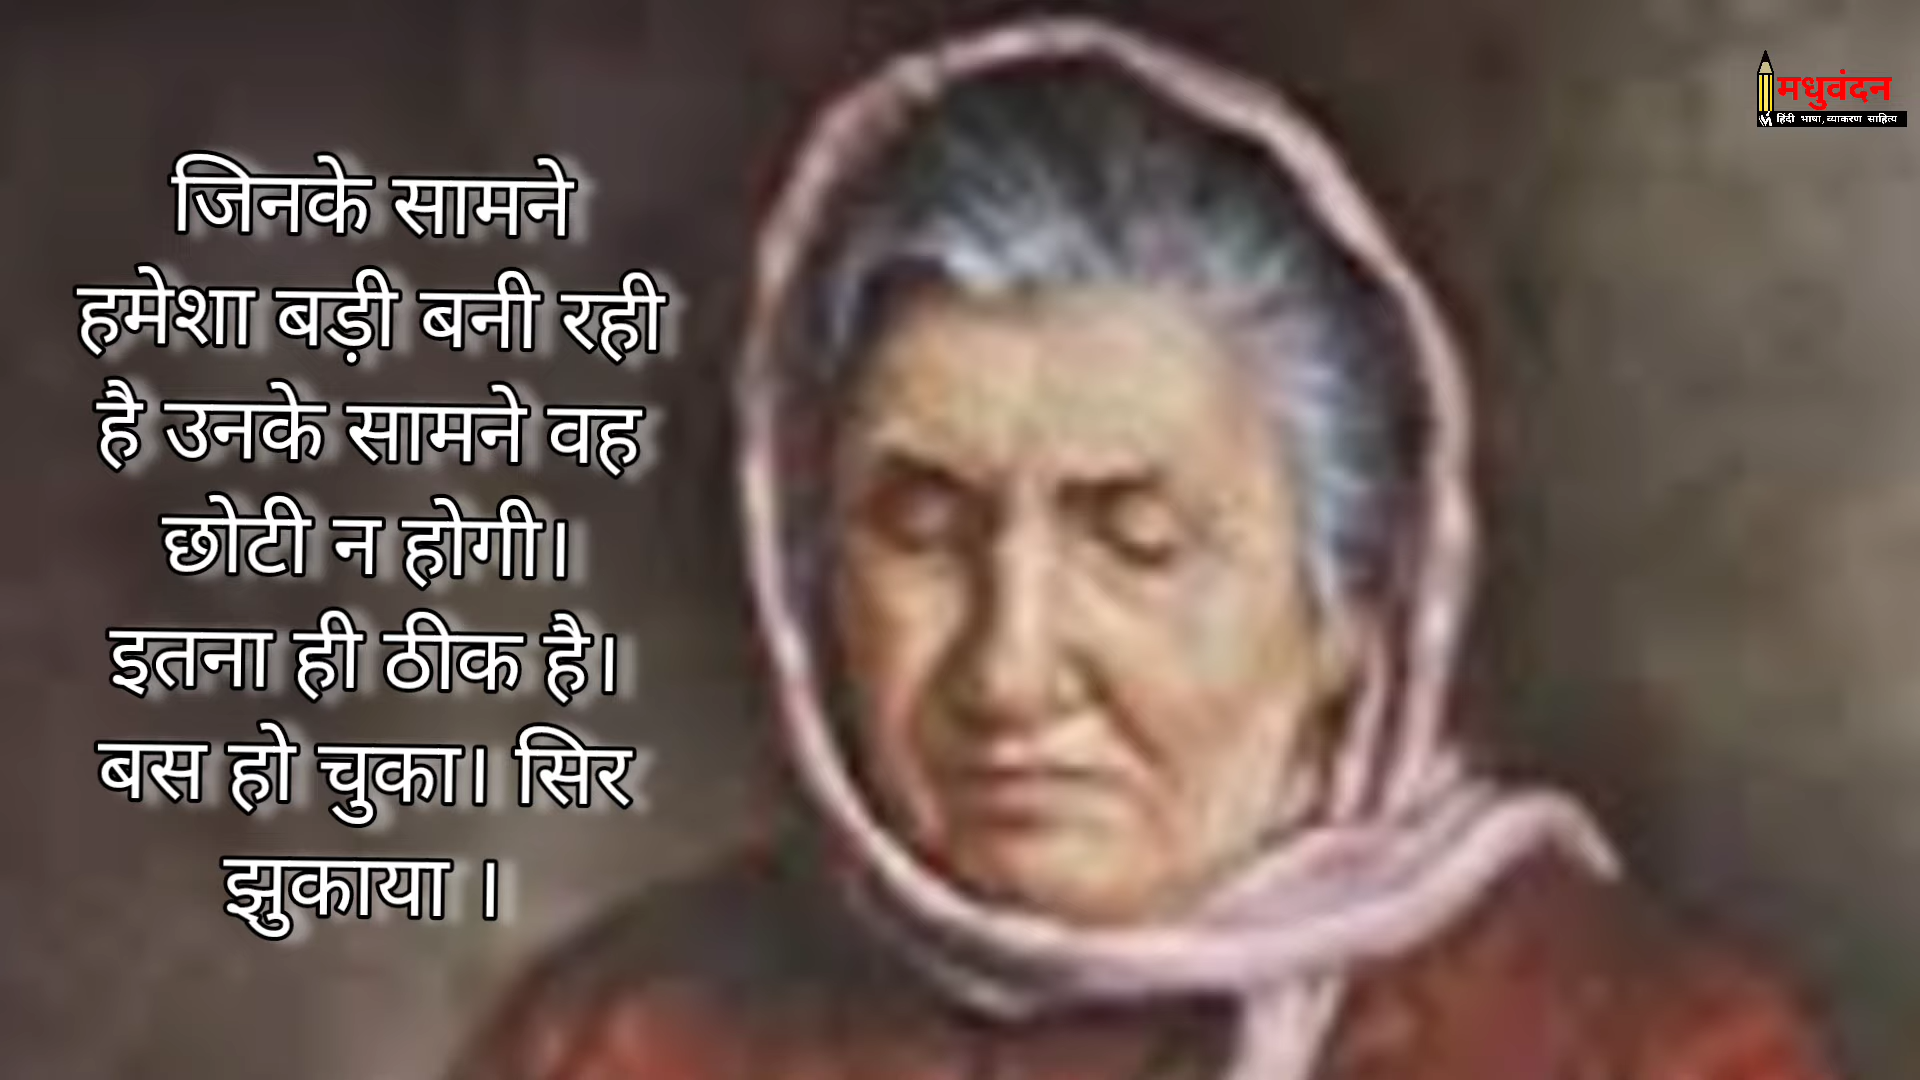 मधुवंदन
हिंदी भाषा, व्याकरण साहित्य
जिनके सामने
हमेशा बड़ी बनी रही
है उनके सामने वह
छोटी न होगी।
इतना ही ठीक है।
बस हो चुका। सिर
झुकाया ।